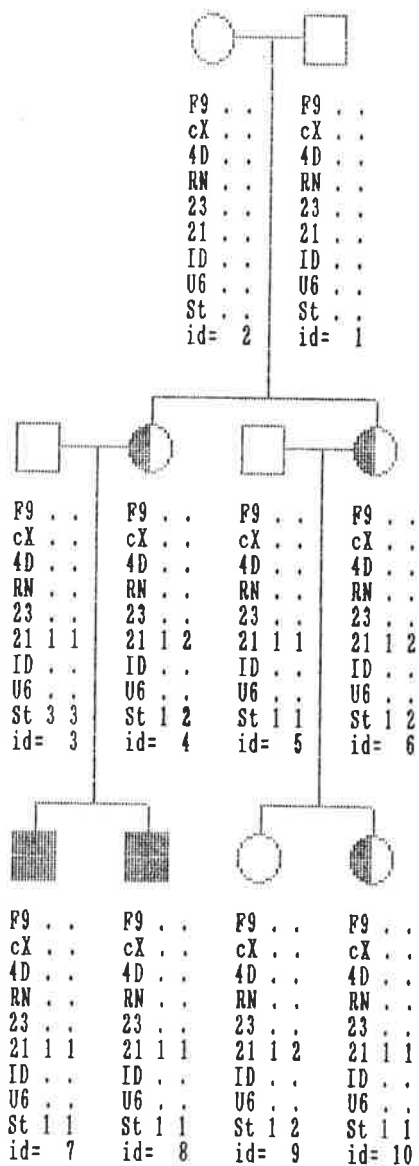 F9 . . F9 . .
cX . . cX . .
4D . . 4D . .
RN . . RN . .
23 . . 23 . .
21 . . 21 . .
ID . . ID . .
U6 . . U6 . .
St . . St . .
id= 2 id= 1
F9 . . F9 . . F9 . . F9 . .
cX . . cX . . cX . . cX . .
4D . . 4D . . 4D . . 4D . .
RN . . RN . . RN . . RN . .
23 . . 23 . . 23 . . 23 . .
21 1 1 21 1 2 21 1 1 21 1 2
ID . . ID . . ID . . ID . .
U6 . . U6 . . U6 . . U6 . .
St 3 3 St 1 2 St 1 1 St 1 2
id= 3 id= 4 id= 5 id= 6
F9 . . F9 . . F9 . . F9 . .
cX . . cX . . cX . . cX . .
4D . . 4D . . 4D . . 4D . .
RN . . RN . . RN . . RN . .
23 . . 23 . . 23 . . 23 . .
21 1 1 21 1 1 21 1 2 21 1 1
ID . . ID . . ID . . ID . .
U6 . . U6 . . U6 . . U6 . .
St 1 1 St 1 1 St 1 2 St 1 1
id= 7 id= 8 id= 9 id= 10